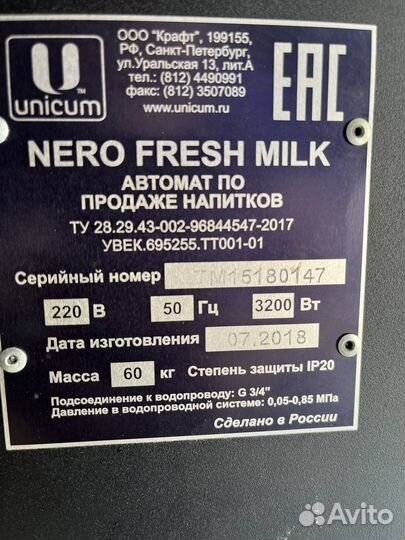 unicum
ООО "Крафт", 199155,
РФ, Санкт-Петербург,
ул.Уральская 13, лит.А
тел.: (812) 4490991
факс: (812) 3507089
www.unicum.ru
EAC
NERO FRESH MILK
АВТОМАТ ПО
ПРОДАЖЕ НАПИТКОВ
ТУ 28.29.43-002-96844547-2017
УВЕК.695255.ТТ001-01
Серийный номер TM15180147
220 В 50 Гц 3200 Вт
Дата изготовления 07,2018
Масса 60 кг Степень защиты IP20
Подсоединение к водопроводу: G 3/4"
Давление в водопроводной системе: 0,05-0,85 МПа
Сделано в России
Avito